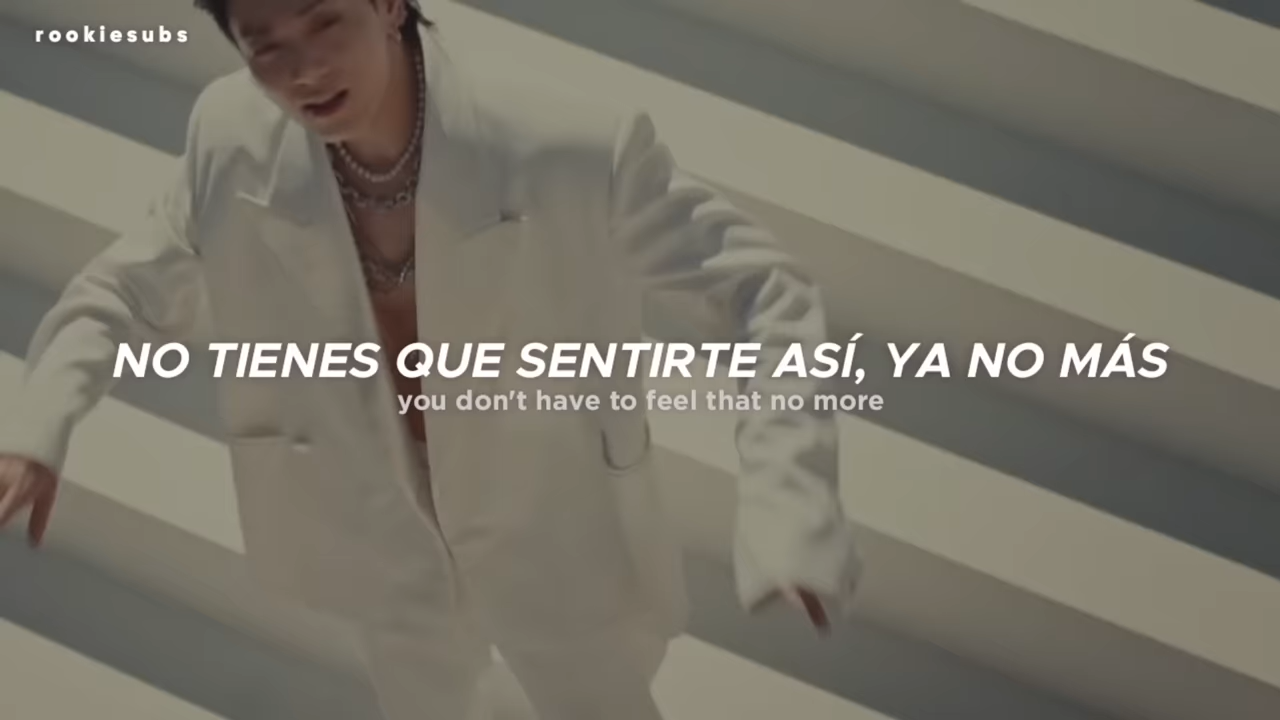 rookiesubs
NO TIENES QUE SENTIRTE ASÍ, YA NO MÁS
you don't have to feel that no more